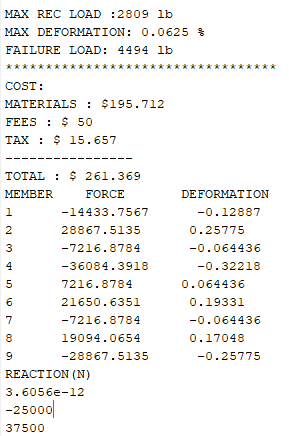 MAX REC LOAD :2809 lb
MAX DEFORMATION: 0.0625 %
FAILURE LOAD: 4494 lb
**********************************
COST:
MATERIALS : $195.712
FEES : $ 50
TAX : $ 15.657
----------------
TOTAL : $ 261.369
MEMBER FORCE DEFORMATION
1 -14433.7567 -0.12887
2 28867.5135 0.25775
3 -7216.8784 -0.064436
4 -36084.3918 -0.32218
5 7216.8784 0.064436
6 21650.6351 0.19331
7 -7216.8784 -0.064436
8 19094.0654 0.17048
9 -28867.5135 -0.25775
REACTION(N)
3.6056e-12
-25000
37500